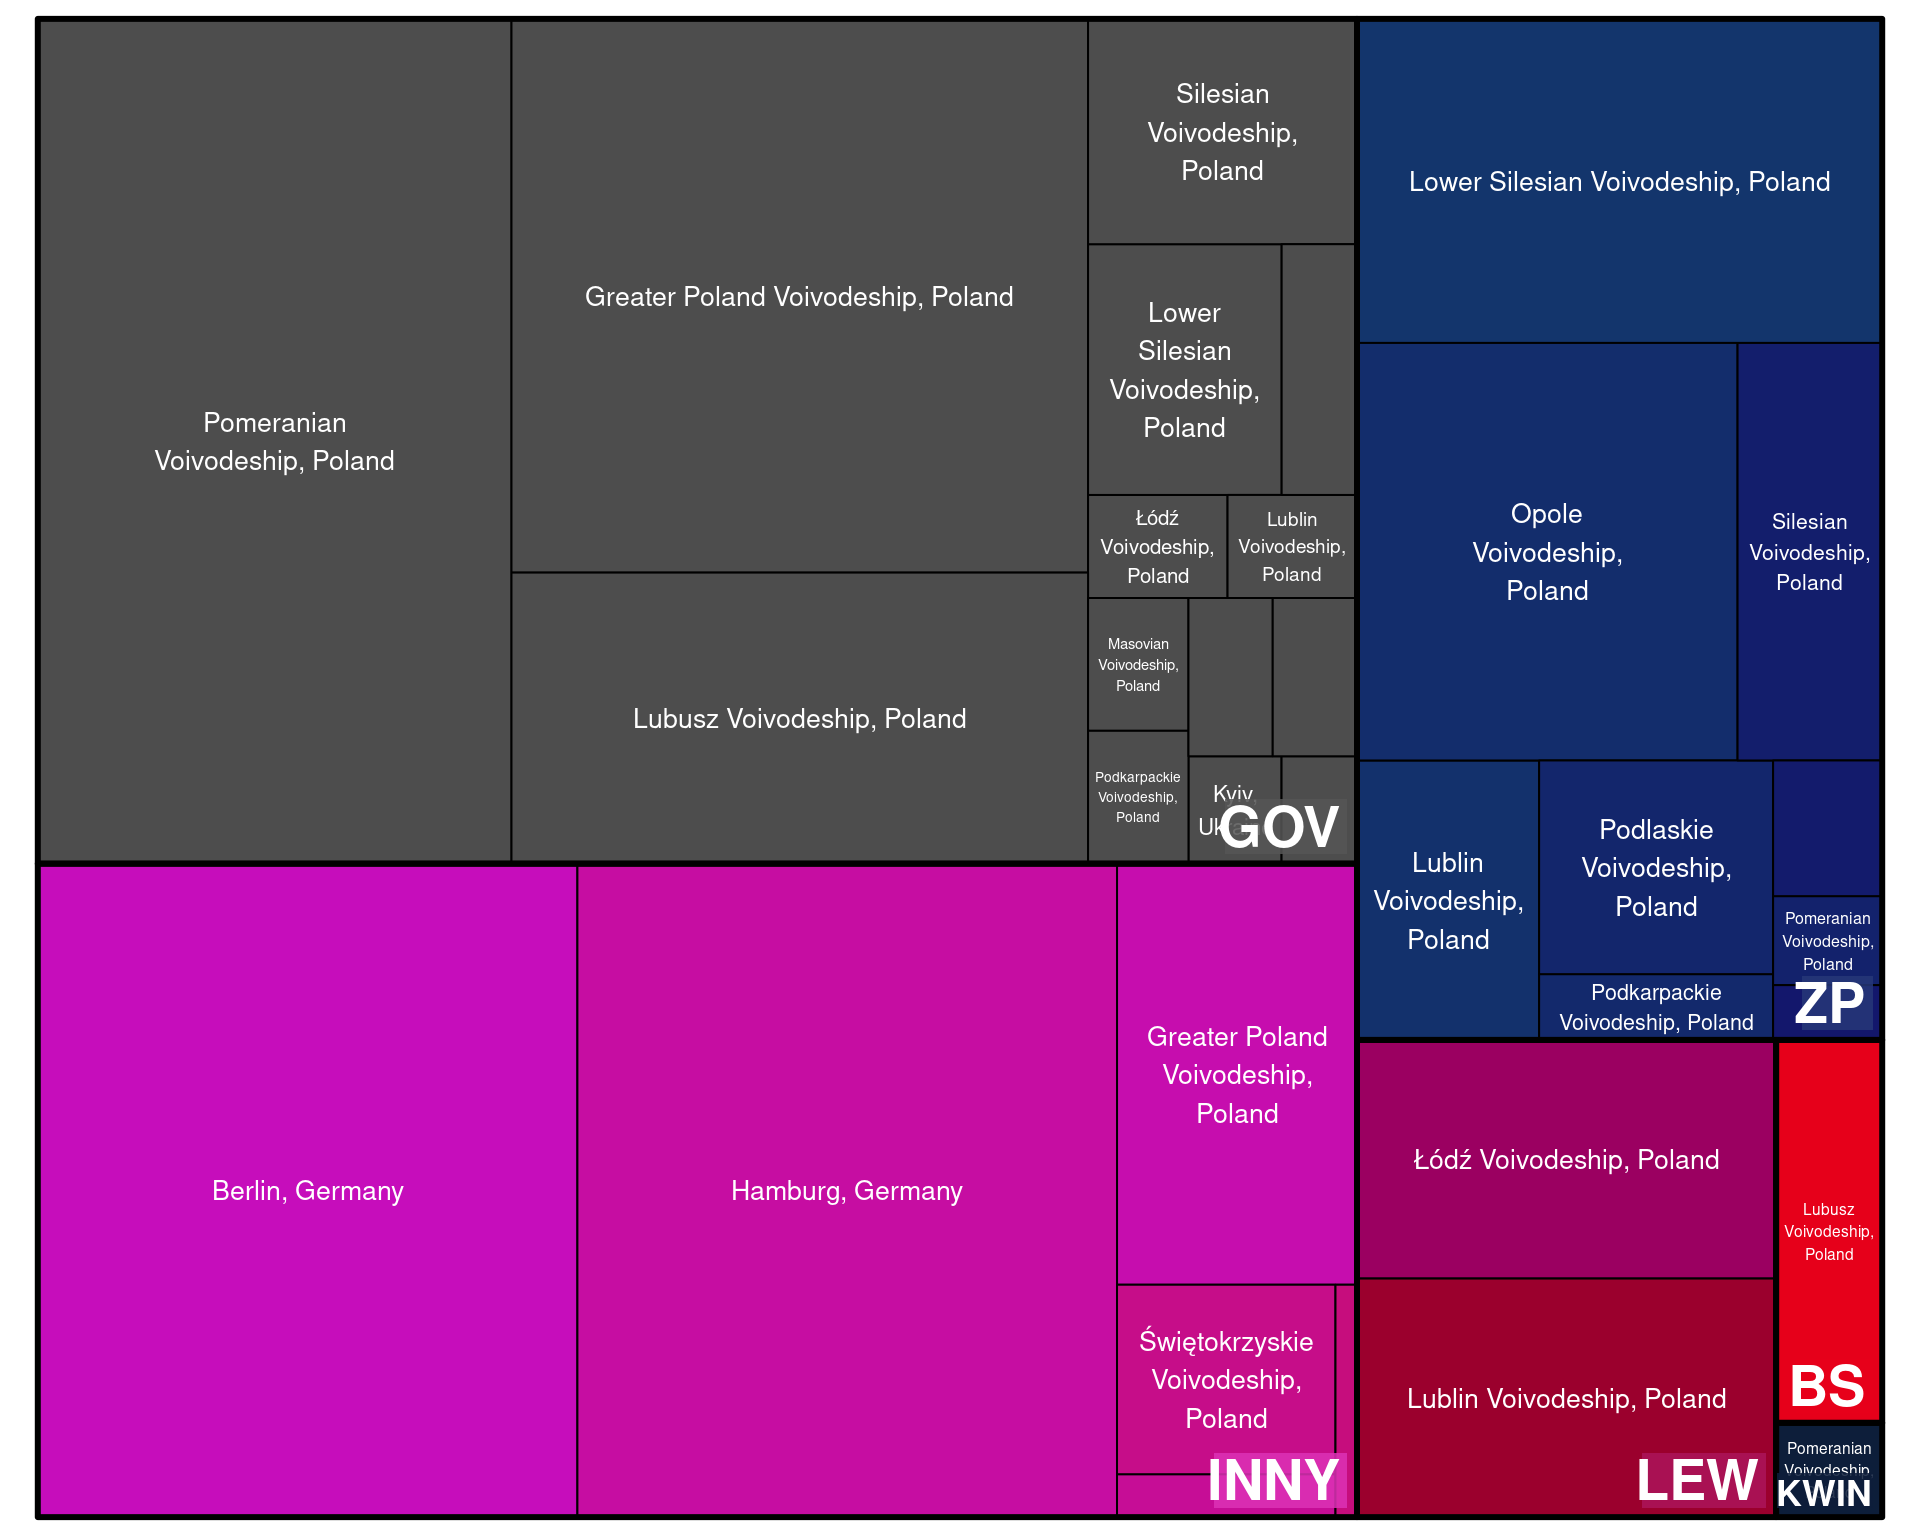 Pomeranian
Voivodeship, Poland
Greater Poland Voivodeship, Poland
Lubusz Voivodeship, Poland
Silesian
Voivodeship,
Poland
Lower
Silesian
Voivodeship,
Poland
Łódź
Voivodeship,
Poland
Lublin
Voivodeship,
Poland
Masovian
Voivodeship,
Poland
Podkarpackie
Voivodeship,
Poland
Kyiv,
GOV
Berlin, Germany
Hamburg, Germany
Greater Poland
Voivodeship,
Poland
Świętokrzyskie
Voivodeship,
Poland
INNY
Lower Silesian Voivodeship, Poland
Opole
Voivodeship,
Poland
Silesian
Voivodeship,
Poland
Lublin
Voivodeship,
Poland
Podlaskie
Voivodeship,
Poland
Podkarpackie
Voivodeship, Poland
Pomeranian
Voivodeship,
Poland
ZP
Łódź Voivodeship, Poland
Lublin Voivodeship, Poland
LEW
Lubusz
Voivodeship,
Poland
BS
Pomeranian
Voivodeship,
KWIN